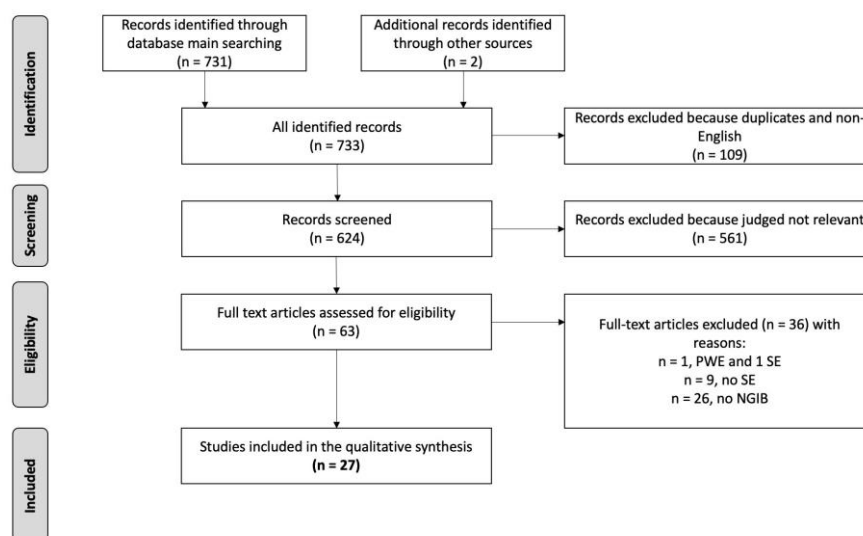 Records identified through
database main searching
(n = 731)
Additional records identified
through other sources
(n = 2)
Identification
All identified records
(n = 733)
Records excluded because duplicates and non-
English
(n = 109)
Screening
Records screened
(n = 624)
Records excluded because judged not relevant
(n = 561)
Eligibility
Full text articles assessed for eligibility
(n = 63)
Full-text articles excluded (n = 36) with
reasons:
n = 1, PWE and 1 SE
n = 9, no SE
n = 26, no NGIB
Included
Studies included in the qualitative synthesis
(n = 27)